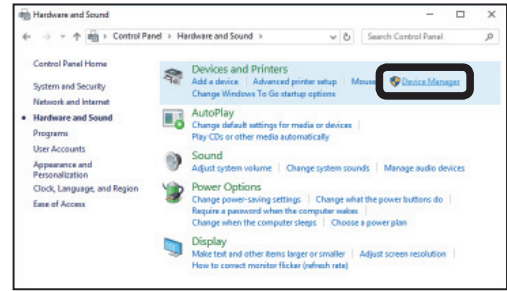 Hardware and Sound
Control Panel > Hardware and Sound >
Search Control Panel
Control Panel Home
System and Security
Network and Internet
Hardware and Sound
Programs
User Accounts
Appearance and
Personalization
Clock, Language, and Region
Ease of Access
Devices and Printers
Add a device | Advanced printer setup | Mouse | Device Manager
Change Windows To Go startup options
AutoPlay
Change default settings for media or devices |
Play CDs or other media automatically
Sound
Adjust system volume | Change system sounds | Manage audio devices
Power Options
Change power-saving settings | Change what the power buttons do |
Require a password when the computer wakes |
Change when the computer sleeps | Choose a power plan
Display
Make text and other items larger or smaller | Adjust screen resolution |
How to correct monitor flicker (refresh rate)